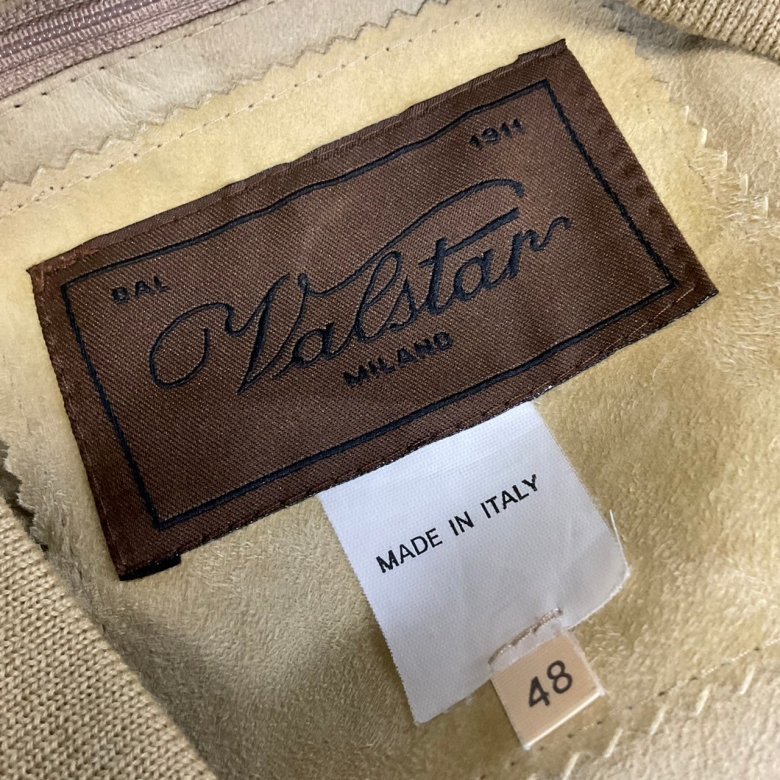 DAL 1911
Valstar
MILANO
MADE IN ITALY
48